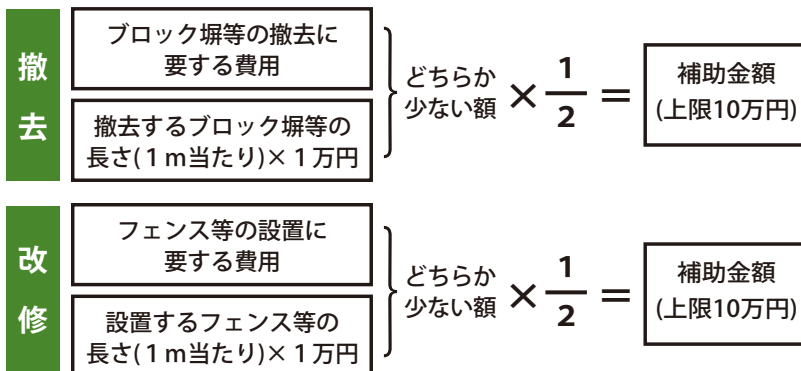 撤去
ブロック塀等の撤去に
要する費用
撤去するブロック塀等の
長さ(１ｍ当たり)×１万円
どちらか
少ない額
× 1/2 =
補助金額
(上限10万円)
改修
フェンス等の設置に
要する費用
設置するフェンス等の
長さ(１ｍ当たり)×１万円
どちらか
少ない額
× 1/2 =
補助金額
(上限10万円)